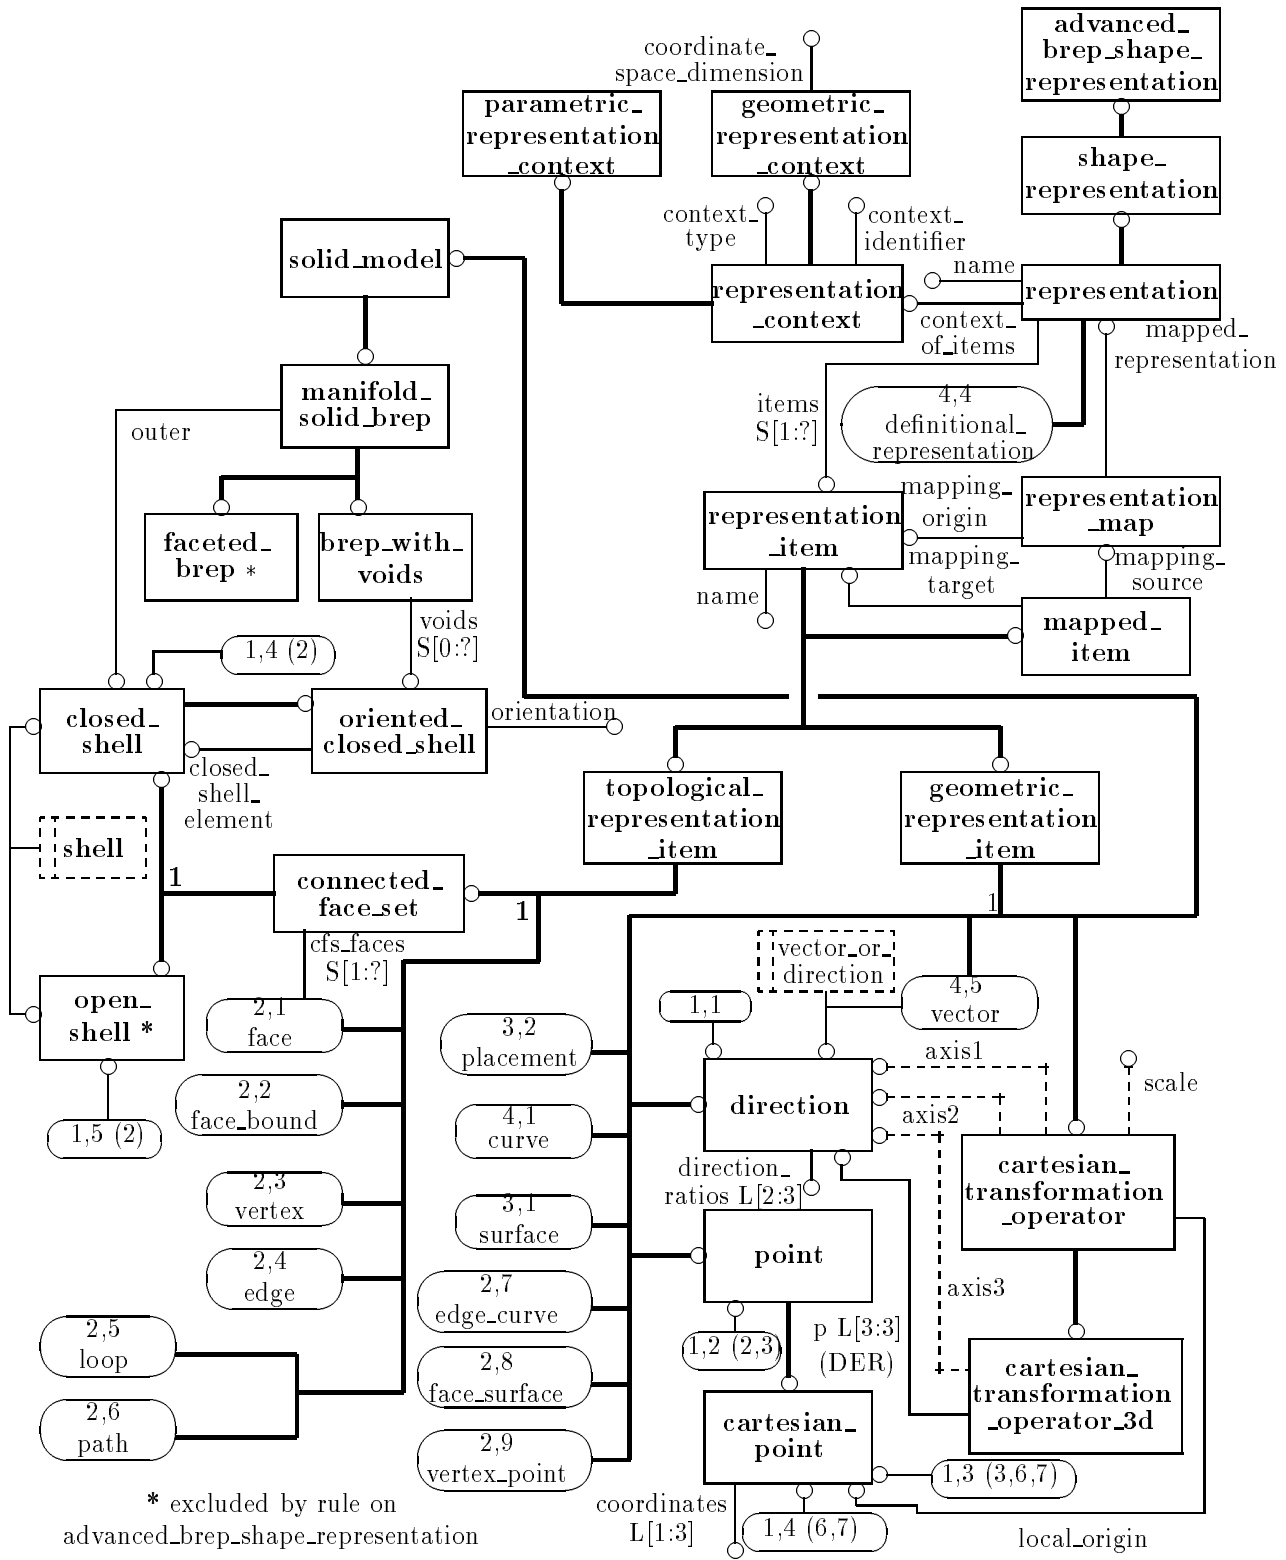 advanced_
brep_shape_
representation
coordinate_
space_dimension
parametric_
representation
_context
geometric_
representation
_context
shape_
representation
context_
type
context_
identifier
solid_model
name
representation
_context
representation
context_
of_items
mapped_
representation
manifold_
solid_brep
outer
items
S[1:?]
4,4
definitional_
representation
mapping_
origin
representation
_item
representation
_map
faceted_
brep *
brep_with_
voids
mapping_
target
mapping_
source
name
voids
S[0:?]
mapped_
item
1,4 (2)
closed_
shell
oriented_
closed_shell
orientation
closed_
shell_
element
topological_
representation
_item
geometric_
representation
_item
shell
1
connected_
face_set
1
1
cfs_faces
S[1:?]
vector_or_
direction
open_
shell *
2,1
face
1,1
4,5
vector
3,2
placement
axis1
scale
2,2
face_bound
direction
axis2
1,5 (2)
4,1
curve
direction_
ratios L[2:3]
cartesian_
transformation
_operator
2,3
vertex
3,1
surface
point
2,4
edge
2,7
edge_curve
axis3
2,5
loop
1,2 (2,3)
p L[3:3]
(DER)
2,8
face_surface
cartesian_
transformation
_operator_3d
2,6
path
cartesian_
point
2,9
vertex_point
1,3 (3,6,7)
* excluded by rule on
advanced_brep_shape_representation
coordinates
L[1:3]
1,4 (6,7)
local_origin